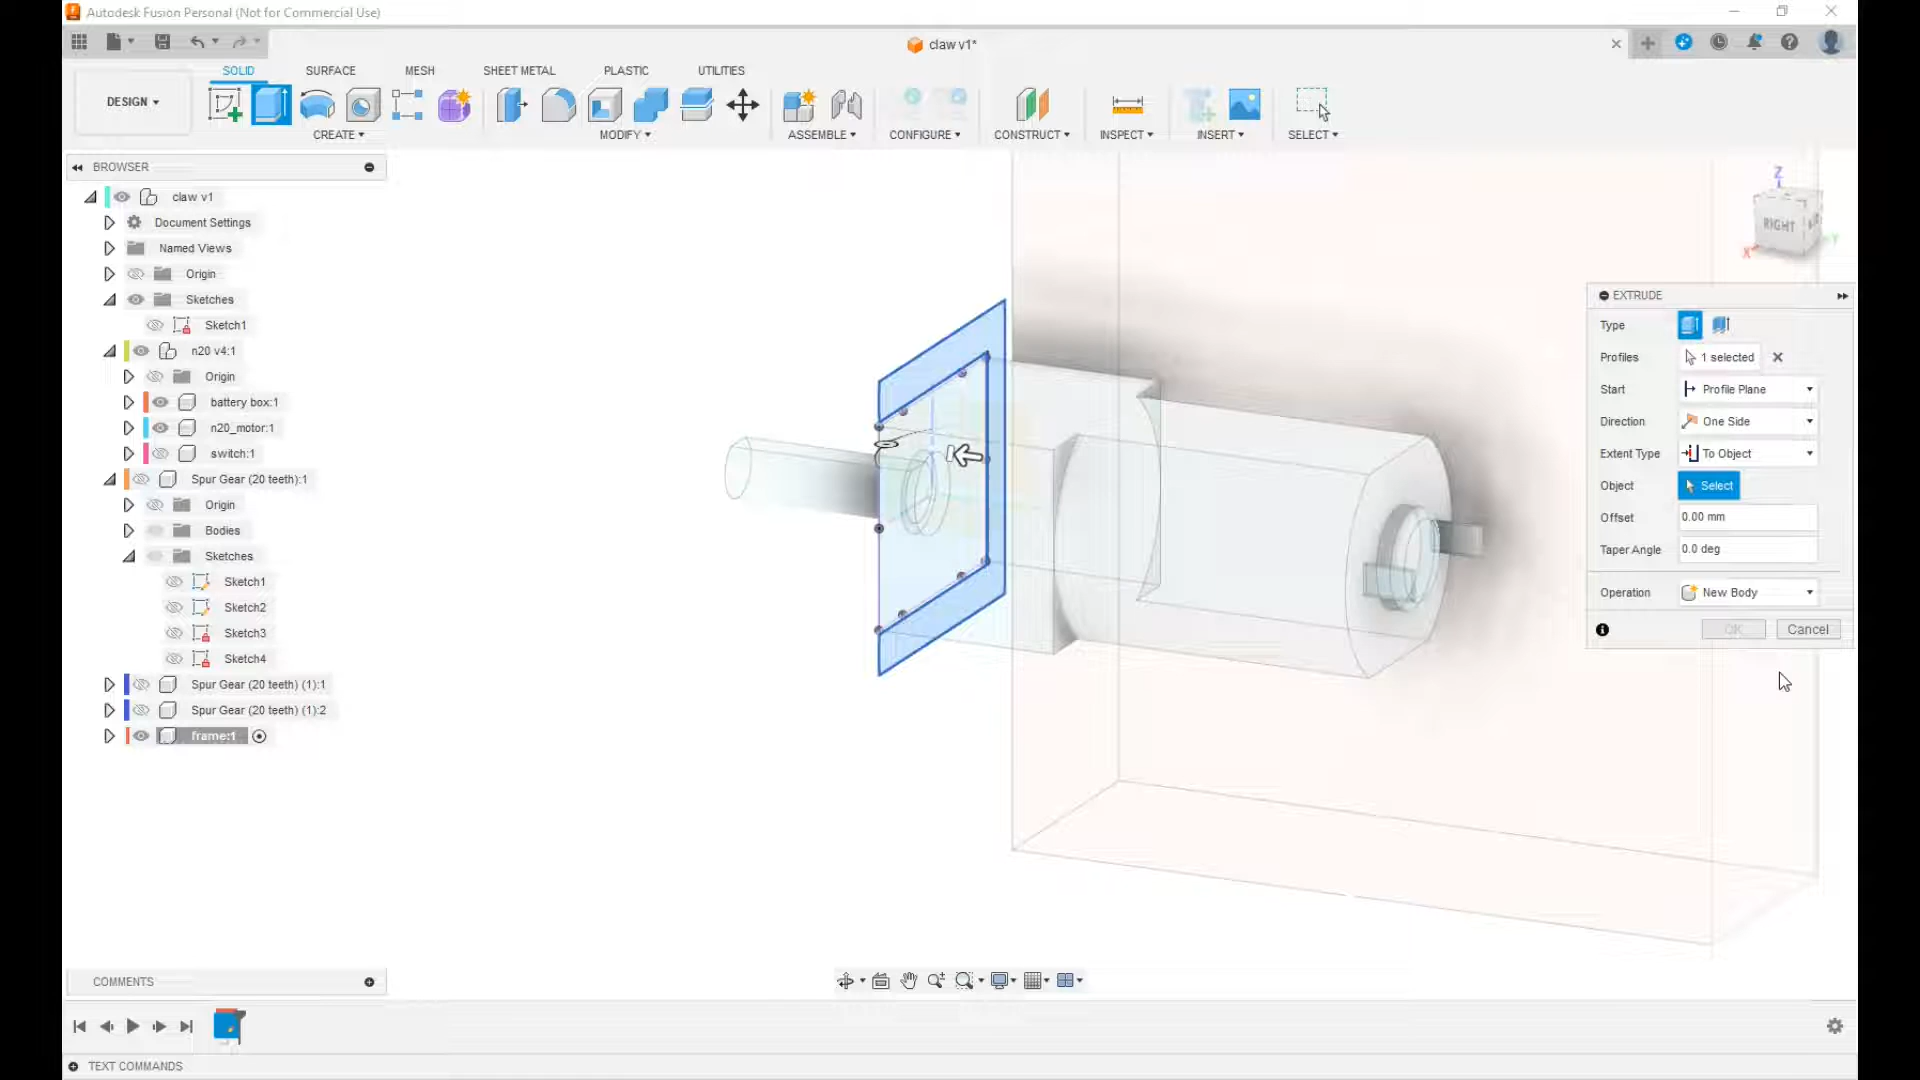 Autodesk Fusion Personal (Not for Commercial Use)
claw v1*
SOLID
SURFACE
MESH
SHEET METAL
PLASTIC
UTILITIES
DESIGN
CREATE
MODIFY
ASSEMBLE
CONFIGURE
CONSTRUCT
INSPECT
INSERT
SELECT
BROWSER
claw v1
Document Settings
Named Views
Origin
Sketches
Sketch1
n20 v4:1
Origin
battery box:1
n20_motor:1
switch:1
Spur Gear (20 teeth):1
Origin
Bodies
Sketches
Sketch1
Sketch2
Sketch3
Sketch4
Spur Gear (20 teeth) (1):1
Spur Gear (20 teeth) (1):2
frame:1
Z
RIGHT
X
Y
EXTRUDE
Type
Profiles
1 selected
Start
Profile Plane
Direction
One Side
Extent Type
To Object
Object
Select
Offset
0.00 mm
Taper Angle
0.0 deg
Operation
New Body
OK
Cancel
COMMENTS
TEXT COMMANDS